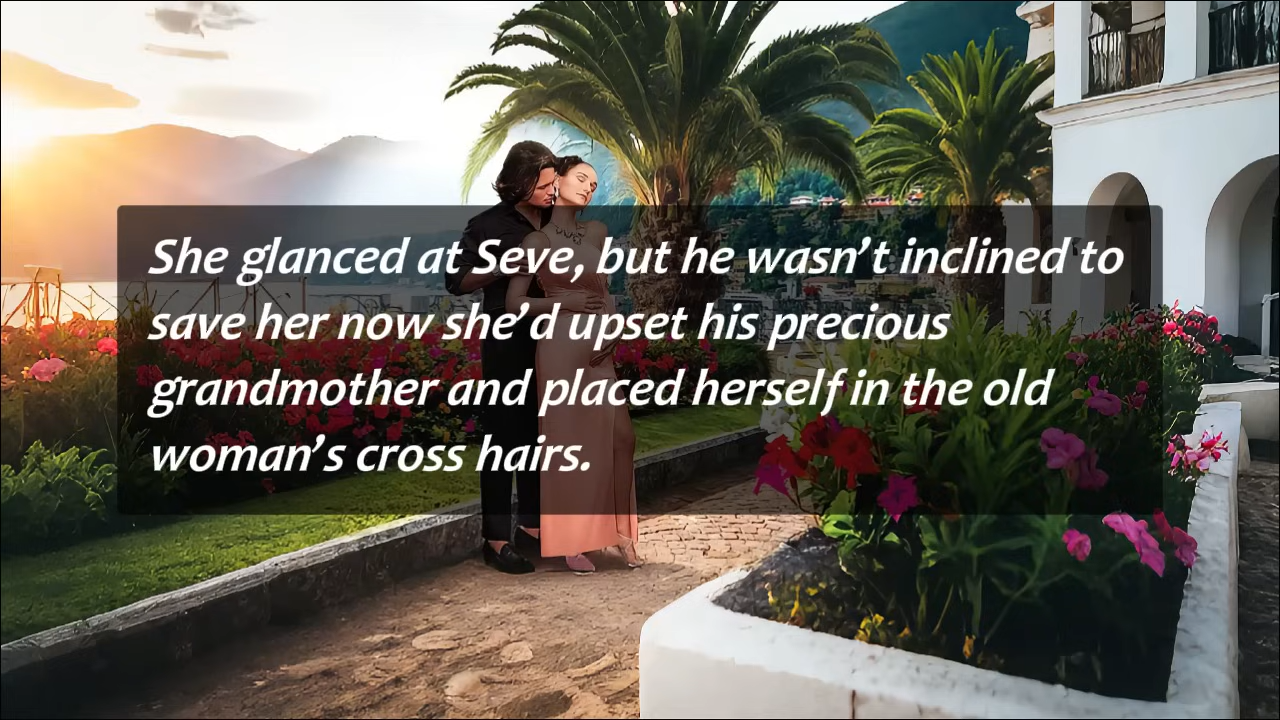 She glanced at Seve, but he wasn’t inclined to
save her now she’d upset his precious
grandmother and placed herself in the old
woman’s cross hairs.